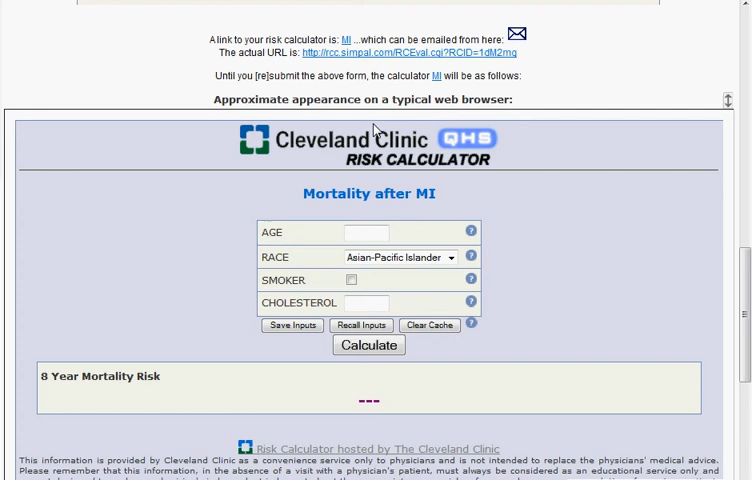 A link to your risk calculator is: MI ...which can be emailed from here:
The actual URL is: http://rcc.simpal.com/RCEval.cgi?RCID=1dM2mg
Until you [re]submit the above form, the calculator MI will be as follows:
Approximate appearance on a typical web browser:
Cleveland Clinic QHS
RISK CALCULATOR
Mortality after MI
AGE ?
RACE Asian-Pacific Islander ?
SMOKER ?
CHOLESTEROL ?
Save Inputs Recall Inputs Clear Cache ?
Calculate
8 Year Mortality Risk
---
Risk Calculator hosted by The Cleveland Clinic
This information is provided by Cleveland Clinic as a convenience service only to physicians and is not intended to replace the physicians' medical advice.
Please remember that this information, in the absence of a visit with a physician's patient, must always be considered as an educational service only and